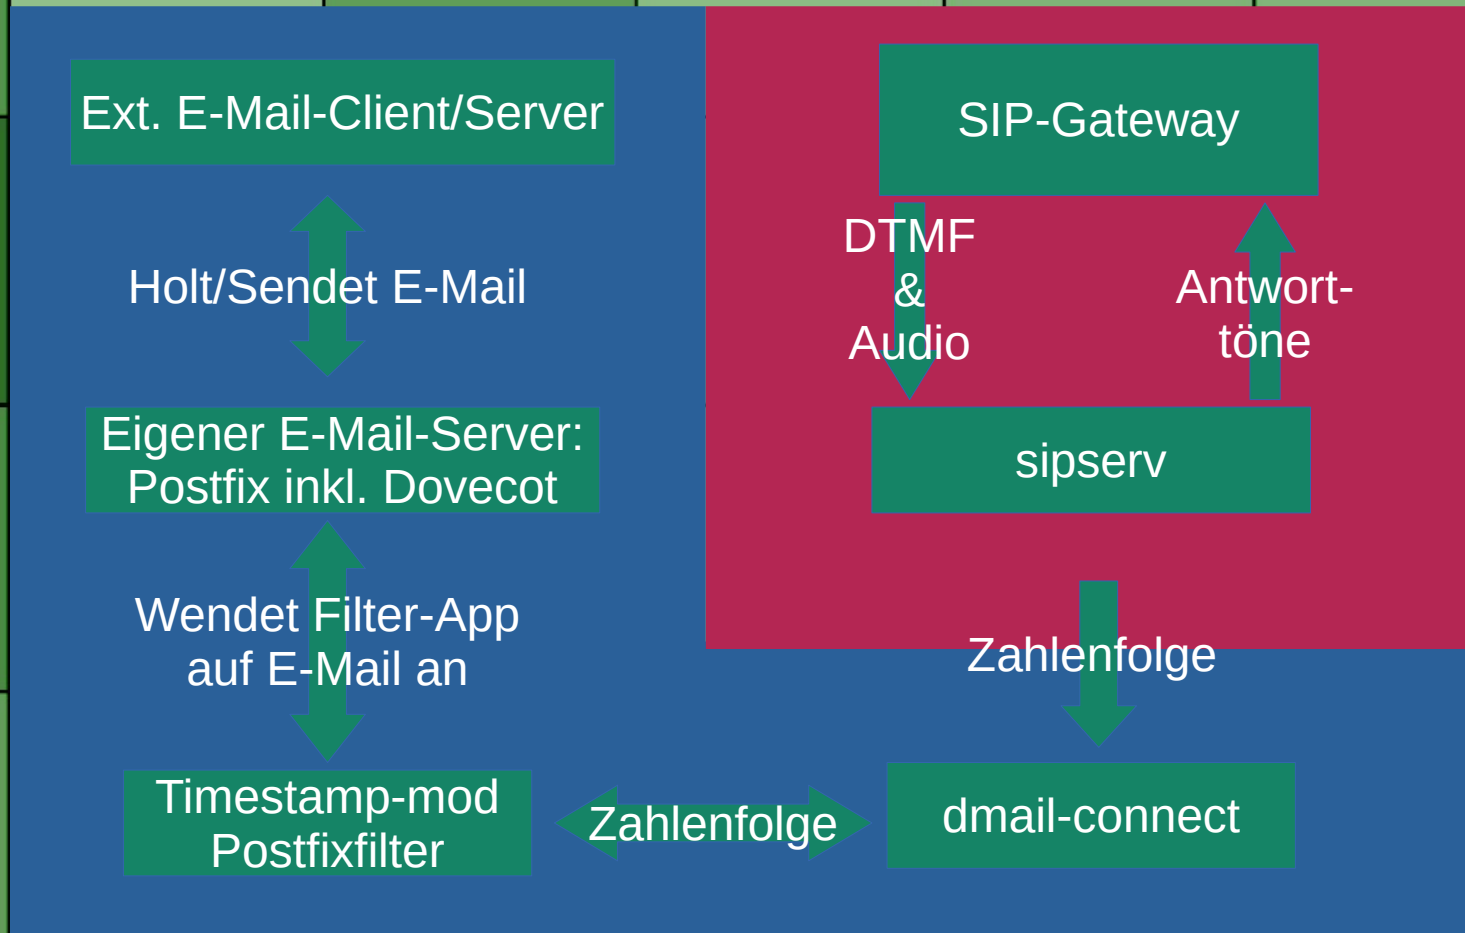 Ext. E-Mail-Client/Server
SIP-Gateway
Holt/Sendet E-Mail
DTMF
&
Audio
Antwort-
töne
Eigener E-Mail-Server:
Postfix inkl. Dovecot
sipserv
Wendet Filter-App
auf E-Mail an
Zahlenfolge
Timestamp-mod
Postfixfilter
Zahlenfolge
dmail-connect